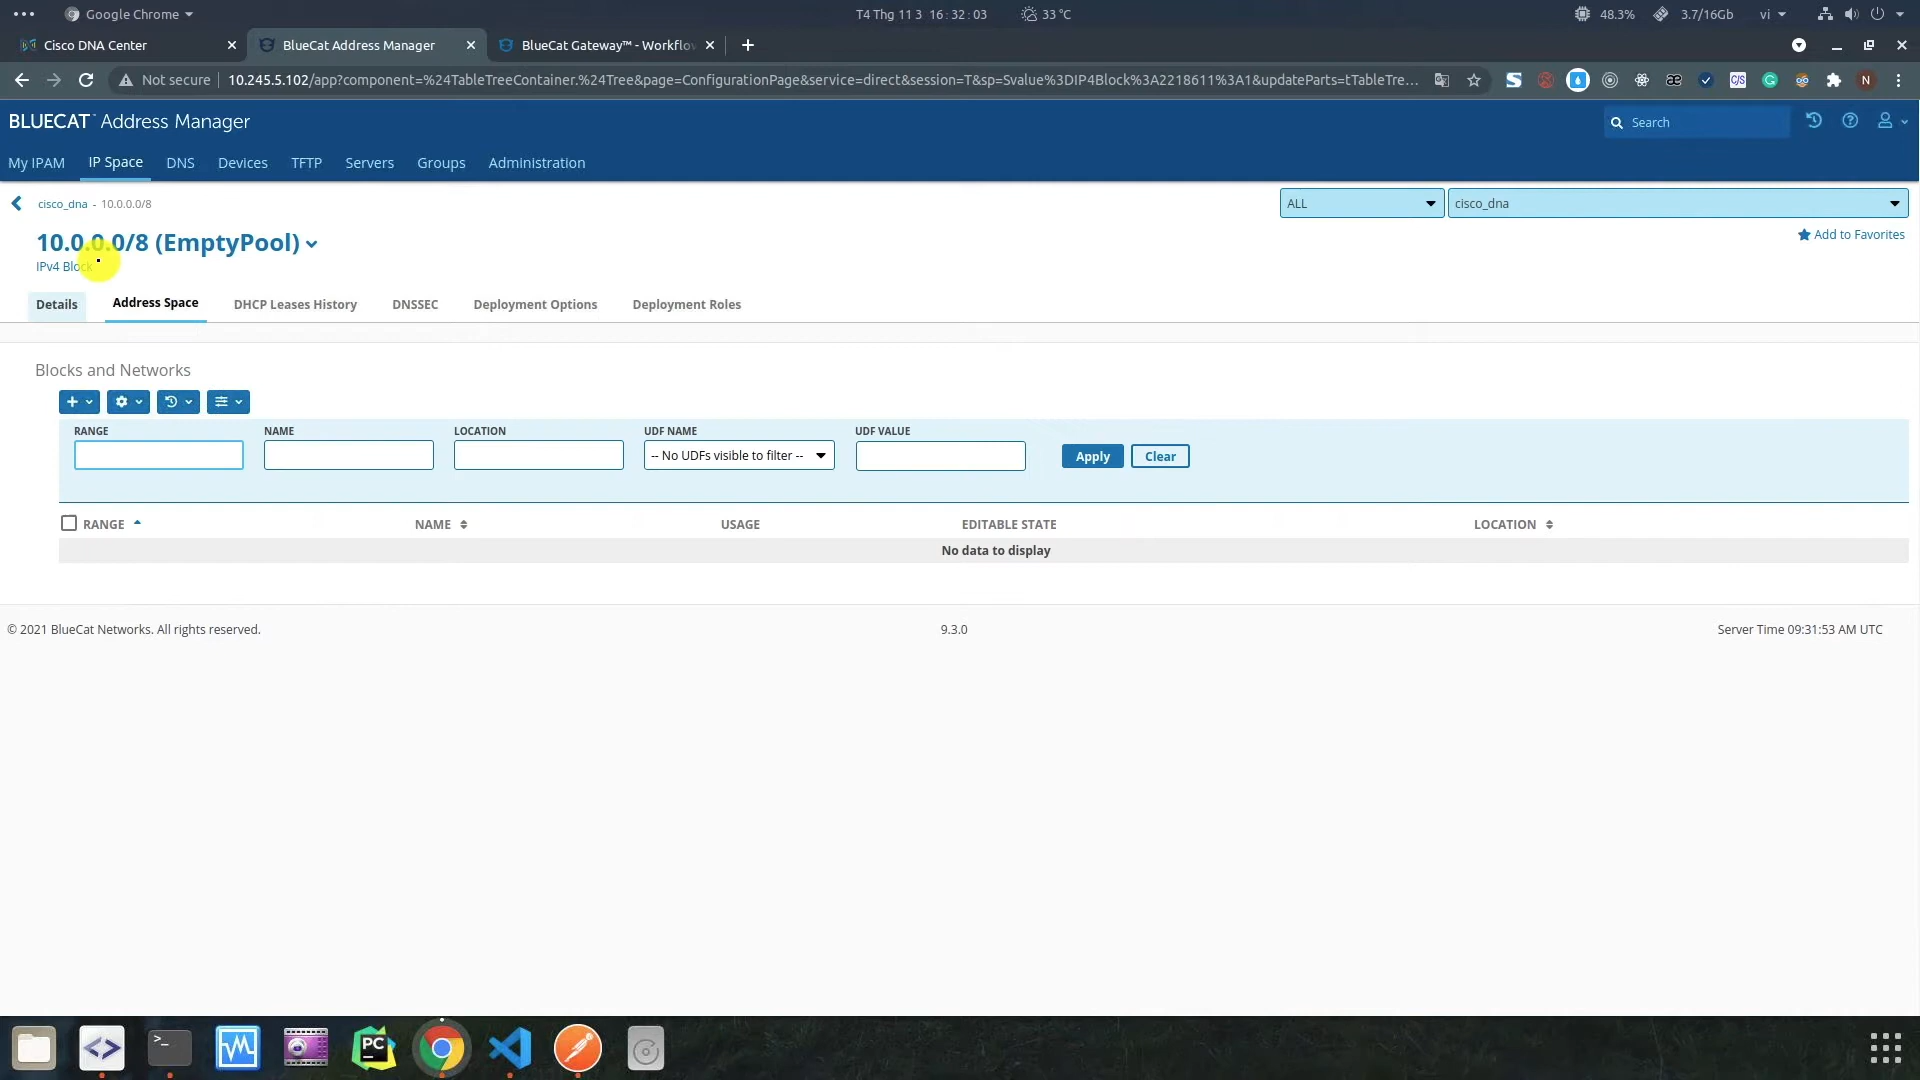 Google Chrome
T4 Thg 11 3 16:32:03
33 °C
48.3%
3.7/16Gb
vi
Cisco DNA Center
BlueCat Address Manager
BlueCat Gateway™ - Workflo
Not secure
10.245.5.102/app?component=%24TableTreeContainer.%24Tree&page=ConfigurationPage&service=direct&session=T&sp=Svalue%3DIP4Block%3A2218611%3A1&updateParts=tTableTre...
N
BLUECAT Address Manager
Search
My IPAM
IP Space
DNS
Devices
TFTP
Servers
Groups
Administration
cisco_dna - 10.0.0.0/8
ALL
cisco_dna
10.0.0.0/8 (EmptyPool)
Add to Favorites
IPv4 Block
Details
Address Space
DHCP Leases History
DNSSEC
Deployment Options
Deployment Roles
Blocks and Networks
RANGE
NAME
LOCATION
UDF NAME
UDF VALUE
-- No UDFs visible to filter --
Apply
Clear
RANGE
NAME
USAGE
EDITABLE STATE
LOCATION
No data to display
© 2021 BlueCat Networks. All rights reserved.
9.3.0
Server Time 09:31:53 AM UTC
>_
PC